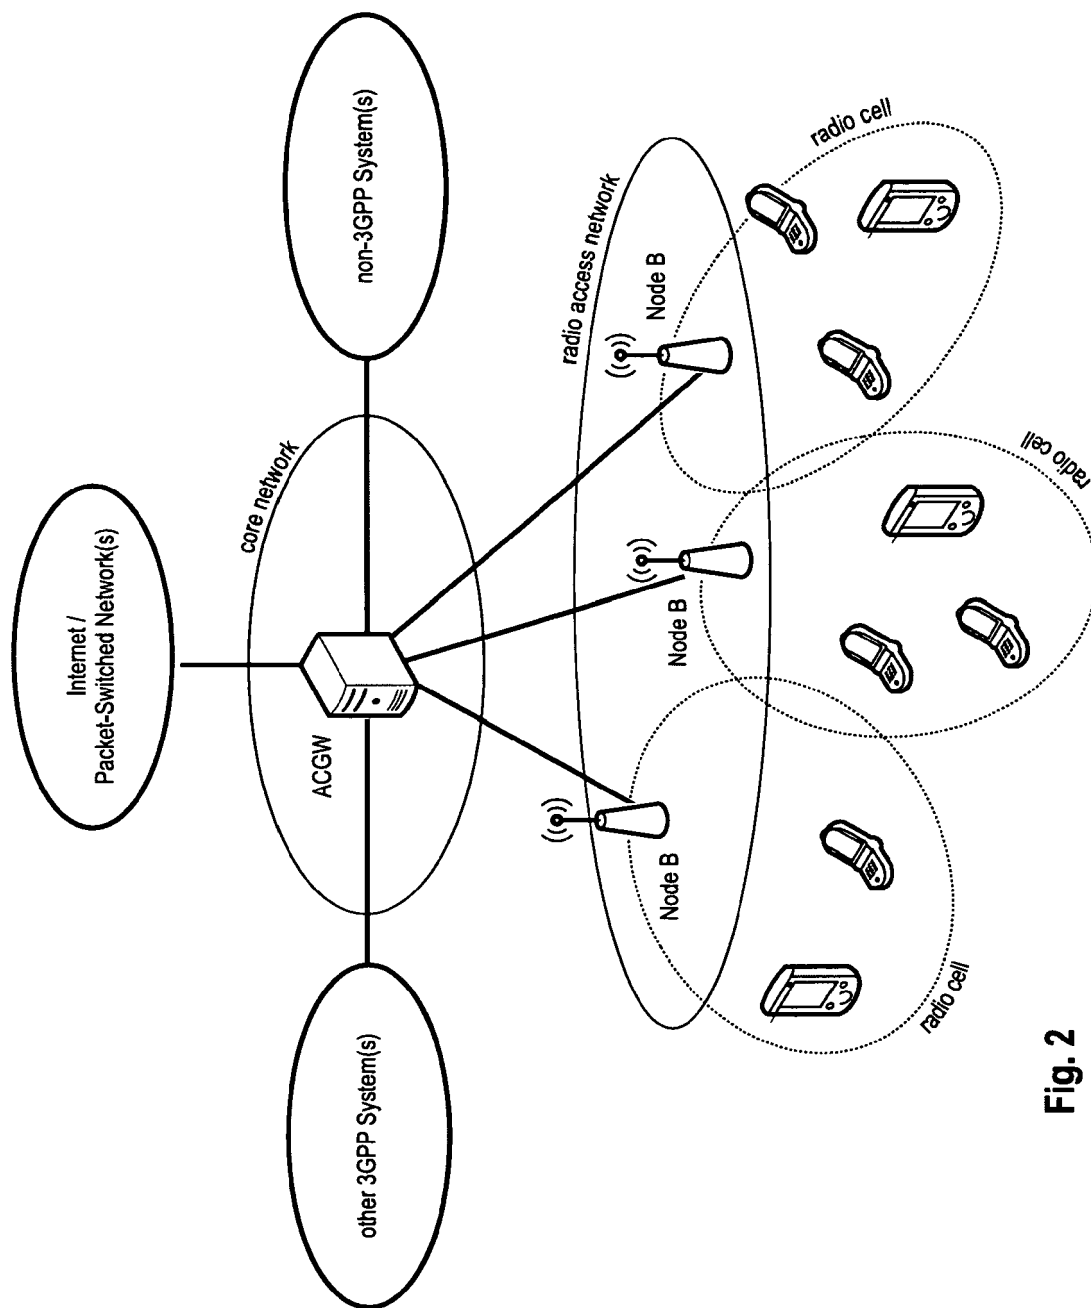 Internet /
Packet-Switched Network(s)
other 3GPP System(s)
non-3GPP System(s)
core network
ACGW
radio access network
Node B
Node B
Node B
radio cell
radio cell
radio cell
Fig. 2